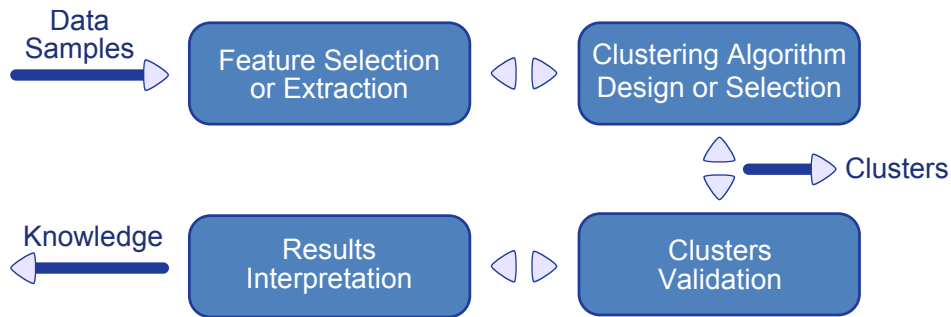 Data
Samples
Feature Selection
or Extraction
Clustering Algorithm
Design or Selection
Clusters
Knowledge
Results
Interpretation
Clusters
Validation